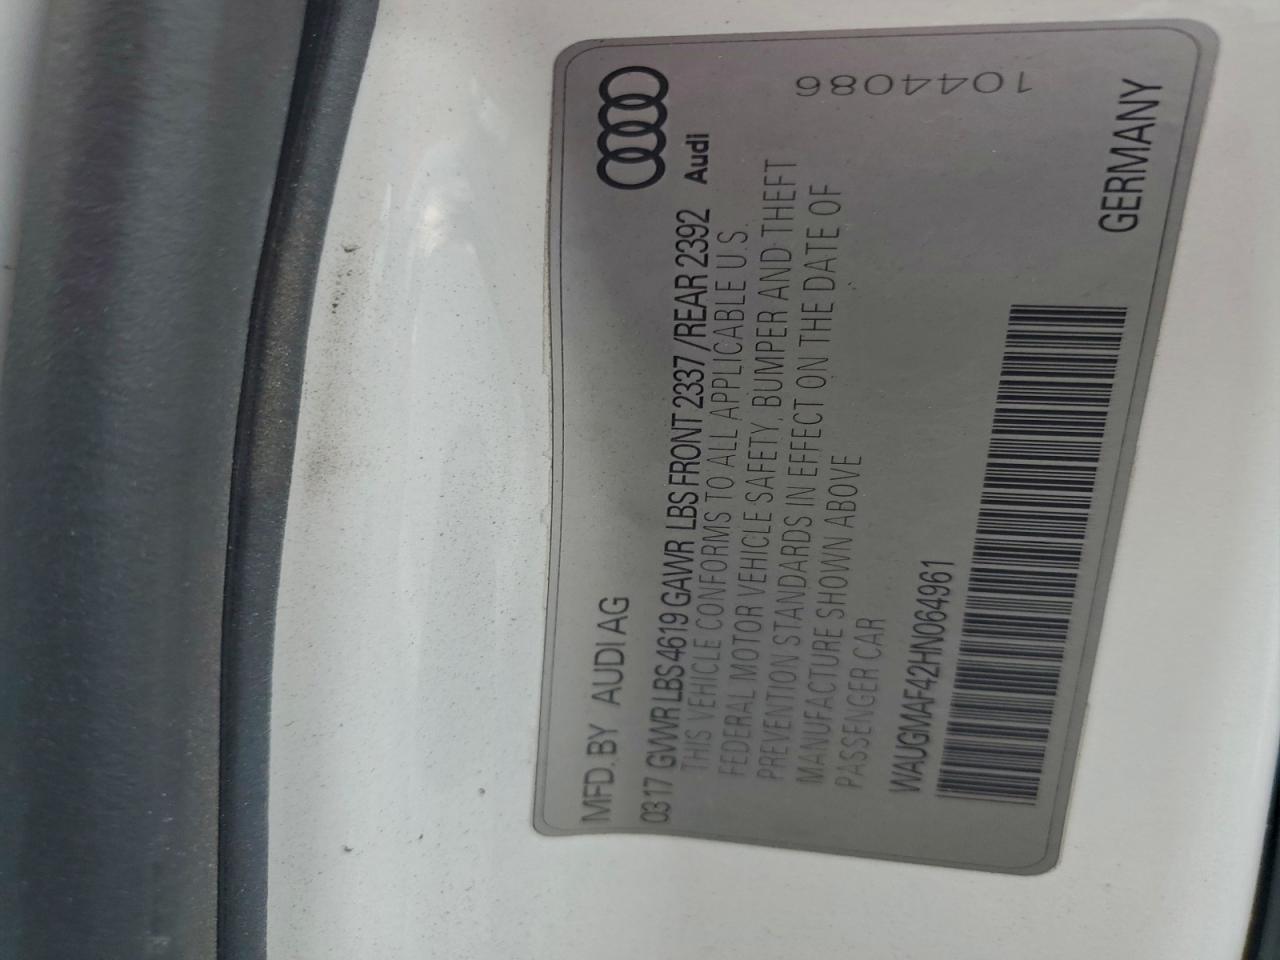 MFD. BY AUDI AG
03 17 GVWR LBS 4619 GAWR LBS FRONT 2337 / REAR 2392
Audi
THIS VEHICLE CONFORMS TO ALL APPLICABLE U.S.
FEDERAL MOTOR VEHICLE SAFETY, BUMPER AND THEFT
PREVENTION STANDARDS IN EFFECT ON THE DATE OF
MANUFACTURE SHOWN ABOVE
PASSENGER CAR
1044086
WAUGMAF42HN064961
GERMANY